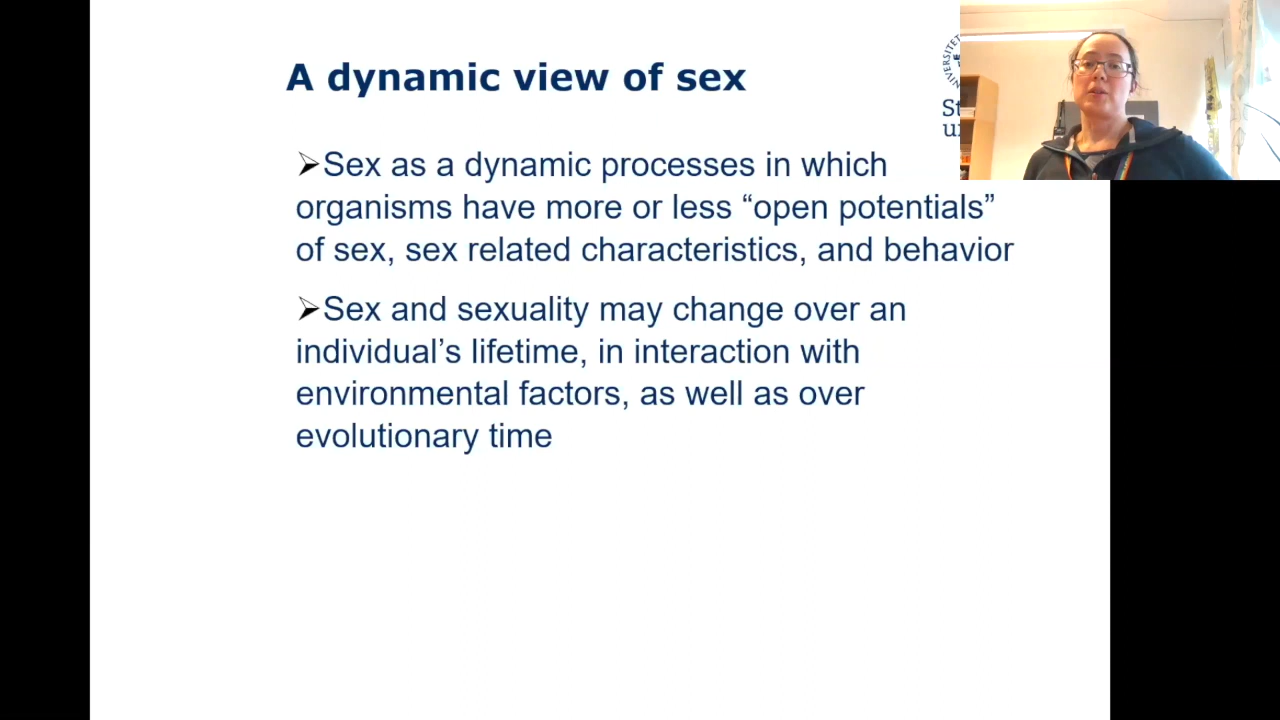 A dynamic view of sex
➢Sex as a dynamic processes in which
organisms have more or less “open potentials”
of sex, sex related characteristics, and behavior
➢Sex and sexuality may change over an
individual’s lifetime, in interaction with
environmental factors, as well as over
evolutionary time